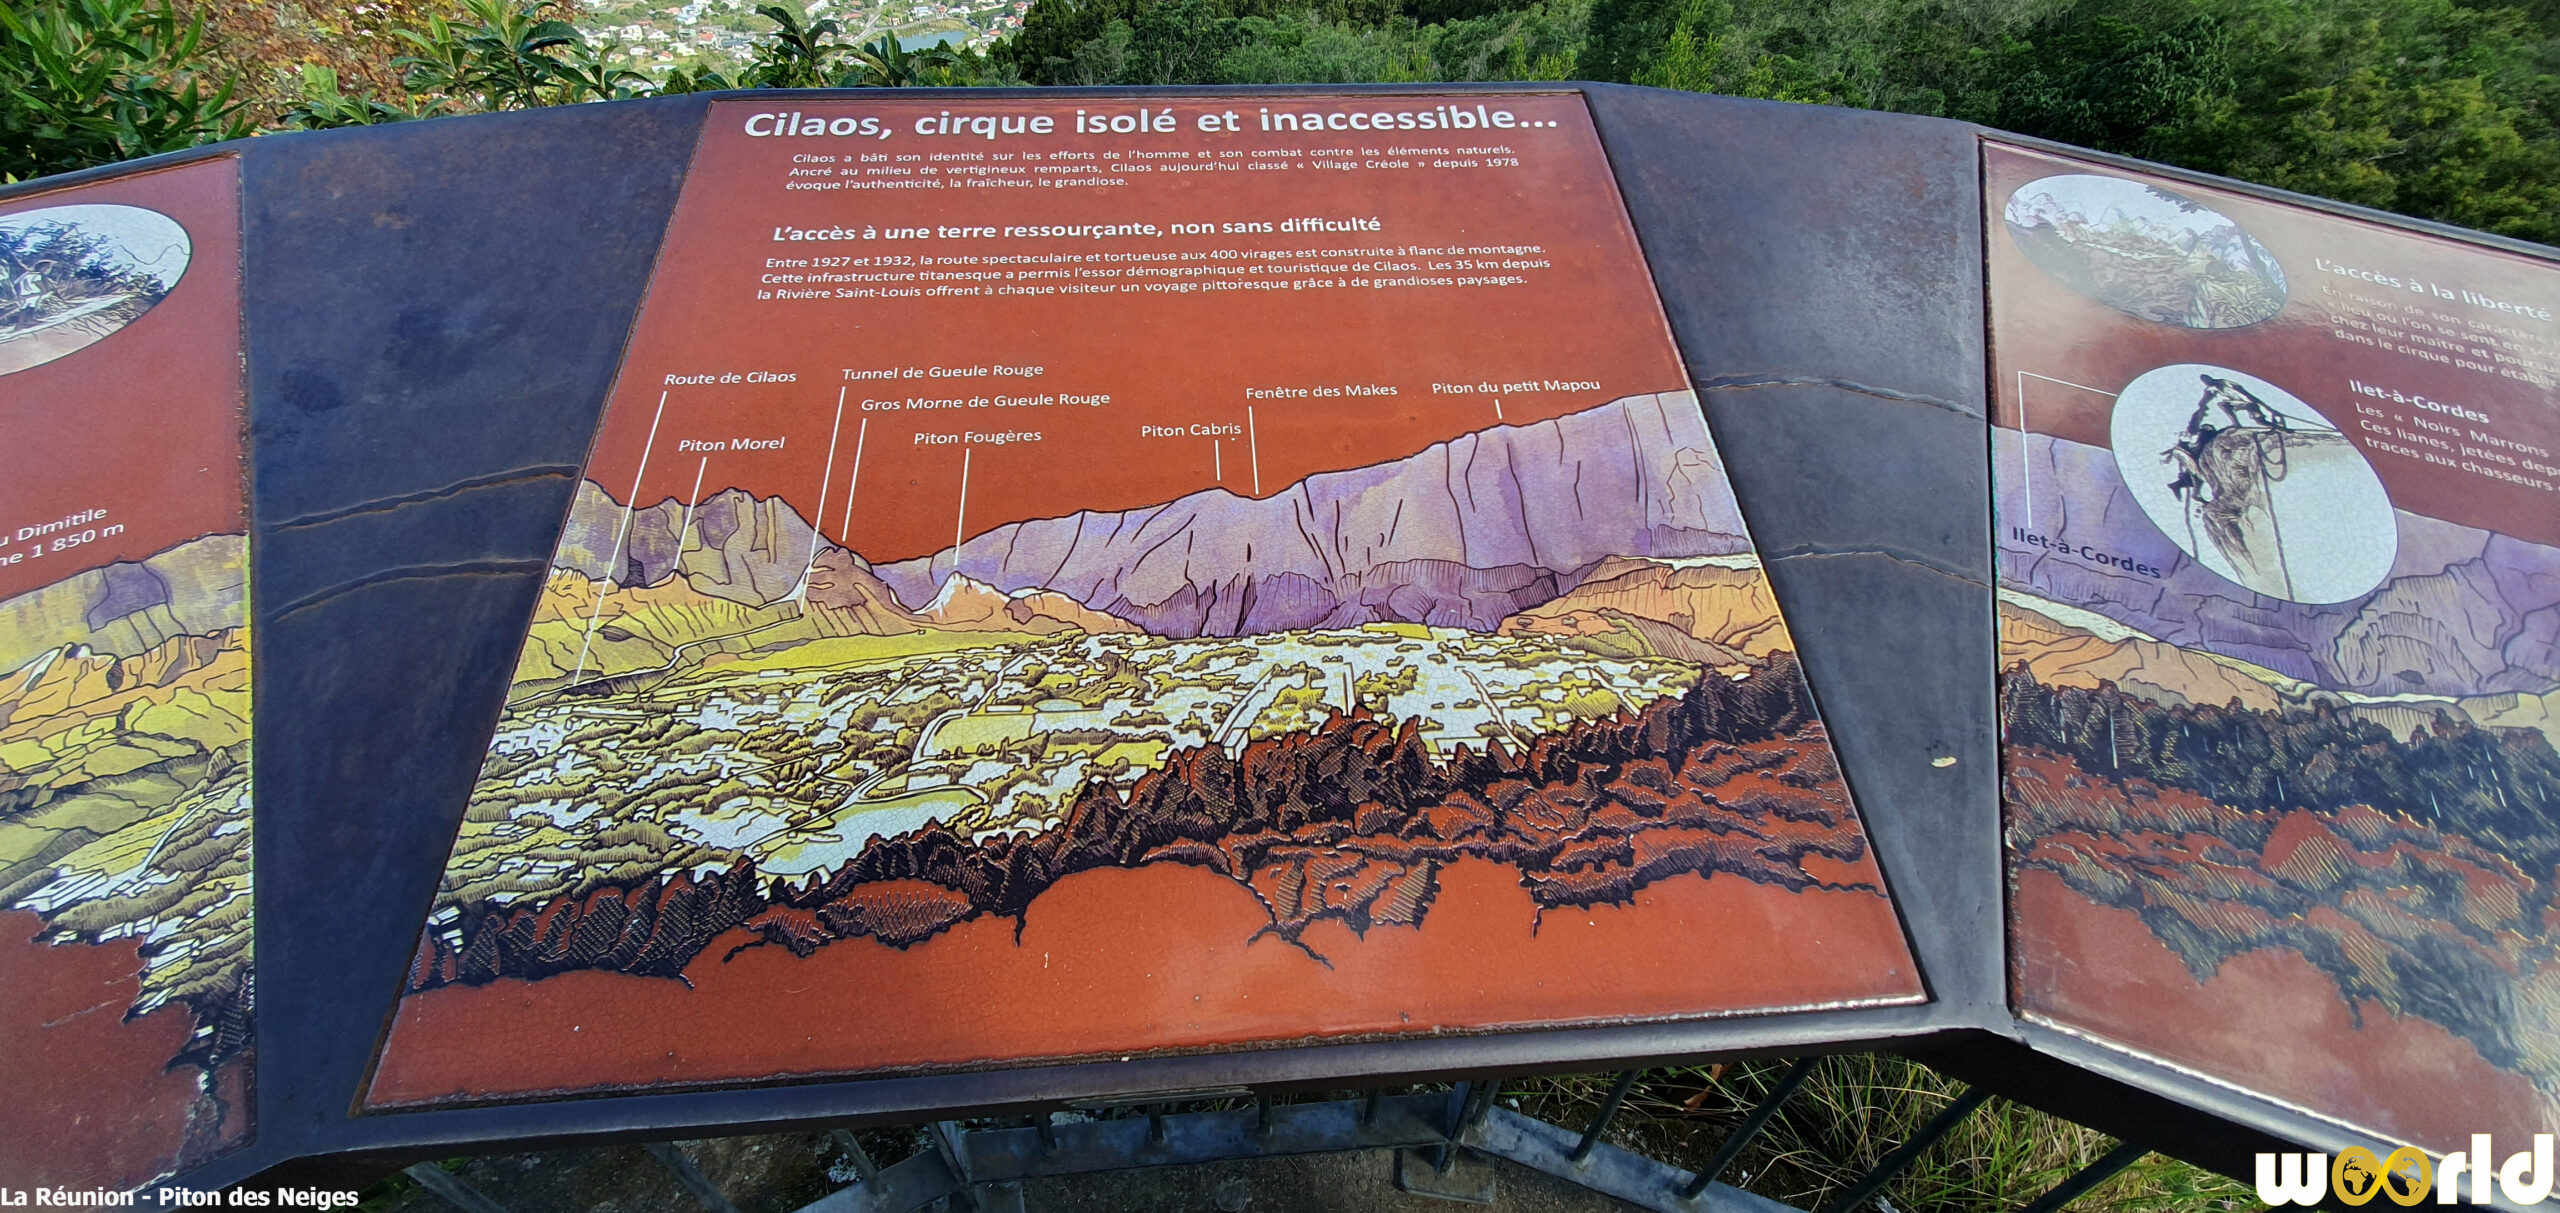 Cilaos, cirque isolé et inaccessible...
Cilaos a bâti son identité sur les efforts de l'homme et son combat contre les éléments naturels.
Ancré au milieu de vertigineux remparts, Cilaos aujourd'hui classé « Village Créole » depuis 1978
évoque l'authenticité, la fraîcheur, le grandiose.
L'accès à une terre ressourçante, non sans difficulté
Entre 1927 et 1932, la route spectaculaire et tortueuse aux 400 virages est construite à flanc de montagne.
Cette infrastructure titanesque a permis l'essor démographique et touristique de Cilaos. Les 35 km depuis
la Rivière Saint-Louis offrent à chaque visiteur un voyage pittoresque grâce à de grandioses paysages.
Route de Cilaos
Tunnel de Gueule Rouge
Gros Morne de Gueule Rouge
Piton Morel
Piton Fougères
Piton Cabris
Fenêtre des Makes
Piton du petit Mapou
u Dimitile
ne 1 850 m
L'accès à la liberté
En raison de son caractère
« lieu où l'on se sent en
chez leur maître et
dans le cirque pour
Ilet-à-Cordes
Les « Noirs Marrons
Ces lianes, jetées
traces aux chasseurs
Ilet-à-Cordes
La Réunion - Piton des Neiges
woorld